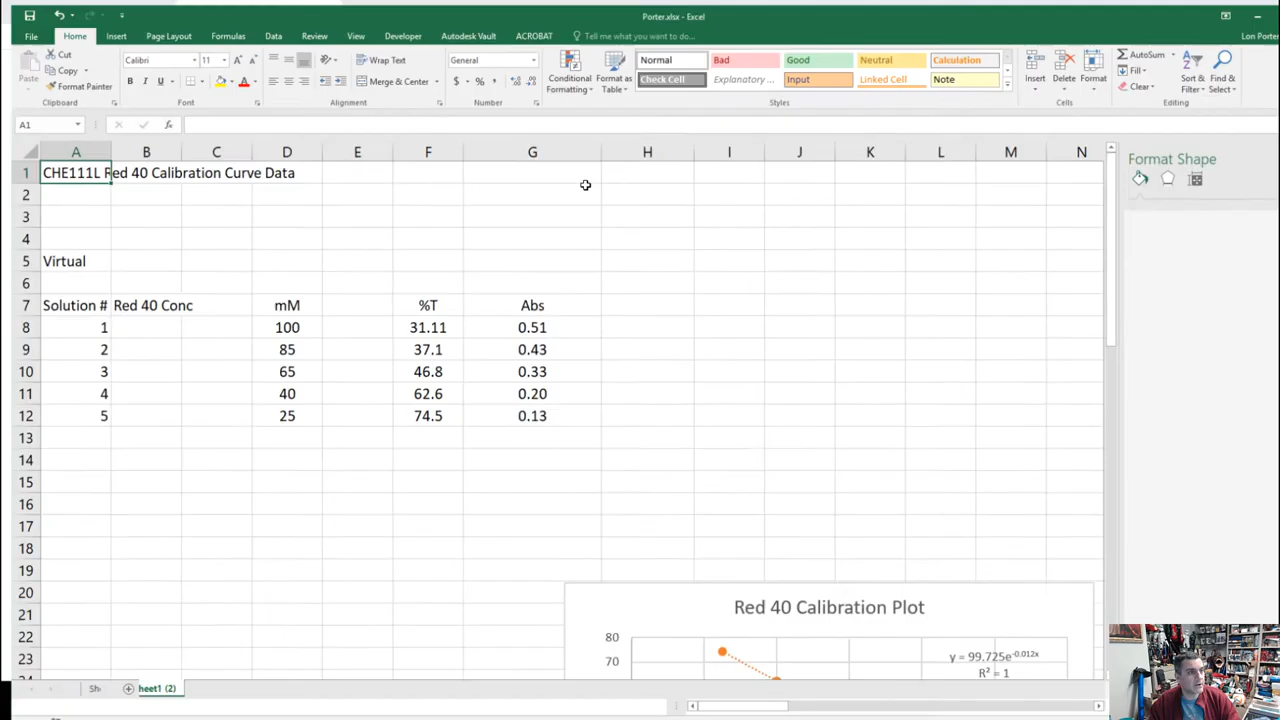 Porter.xlsx - Excel
File Home Insert Page Layout Formulas Data Review View Developer Autodesk Vault ACROBAT Tell me what you want to do... Lon Porter
Paste Cut Copy Format Painter
Calibri 11
B I U A
Wrap Text
Merge & Center
General
$ % ,
Conditional Formatting Format as Table
Normal Bad Good Neutral Calculation
Check Cell Explanatory ... Input Linked Cell Note
Insert Delete Format
AutoSum Fill Clear
Sort & Filter Find & Select
Clipboard Font Alignment Number Styles Cells Editing
A1 fx
A B C D E F G H I J K L M N
1 CHE111L Red 40 Calibration Curve Data
2
3
4
5 Virtual
6
7 Solution # Red 40 Conc mM %T Abs
8 1 100 31.11 0.51
9 2 85 37.1 0.43
10 3 65 46.8 0.33
11 4 40 62.6 0.20
12 5 25 74.5 0.13
13
14
15
16
17
18
19
20
21
22
23
Red 40 Calibration Plot
80
70
y = 99.725e^-0.012x
R² = 1
Format Shape
Sh heet1 (2)